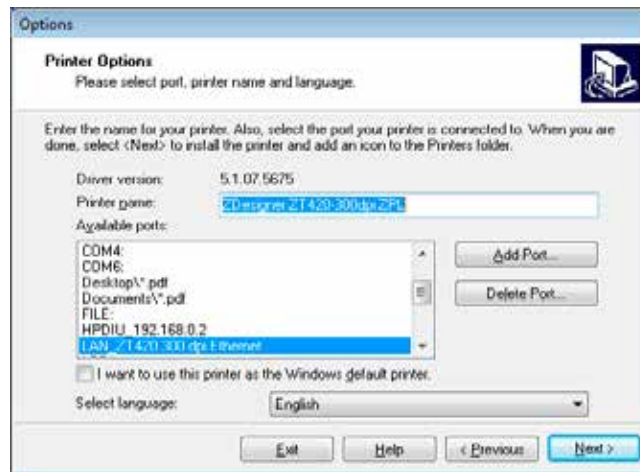 Options
Printer Options
Please select port, printer name and language.
Enter the name for your printer. Also, select the port your printer is connected to. When you are
done, select <Next> to install the printer and add an icon to the Printers folder.
Driver version: 5.1.07.5675
Printer name: ZDesigner ZT420-300dpi ZPL
Available ports:
COM4:
COM6:
Desktop\*.pdf
Documents\*.pdf
FILE:
HPDIU_192.168.0.2
LAN_ZT420 300 dpi Ethernet
Add Port...
Delete Port...
I want to use this printer as the Windows default printer.
Select language: English
Exit Help < Previous Next >